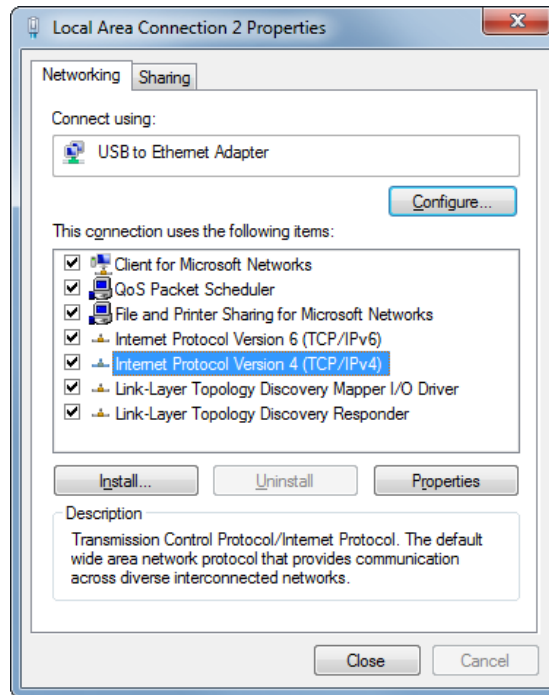 Local Area Connection 2 Properties
Networking
Sharing
Connect using:
USB to Ethernet Adapter
Configure...
This connection uses the following items:
Client for Microsoft Networks
QoS Packet Scheduler
File and Printer Sharing for Microsoft Networks
Internet Protocol Version 6 (TCP/IPv6)
Internet Protocol Version 4 (TCP/IPv4)
Link-Layer Topology Discovery Mapper I/O Driver
Link-Layer Topology Discovery Responder
Install...
Uninstall
Properties
Description
Transmission Control Protocol/Internet Protocol. The default
wide area network protocol that provides communication
across diverse interconnected networks.
Close
Cancel